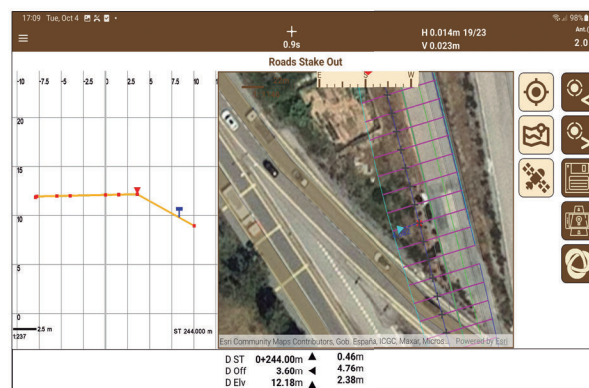 17:09 Tue, Oct 4
98%
0.9s
H 0.014m 19/23
V 0.023m
Ant.(
2.0
Roads Stake Out
-10 -7.5 -5 -2.5 0 2.5 5 7.5 10
E S W
20
15
10
5
0
2.5 m
1:237
ST 244.000 m
Esri Community Maps Contributors, Gob. España, ICGC, Maxar, Micros... Powered by Esri
D ST 0+244.00m 0.46m
D Off 3.60m 4.76m
D Elv 12.18m 2.38m